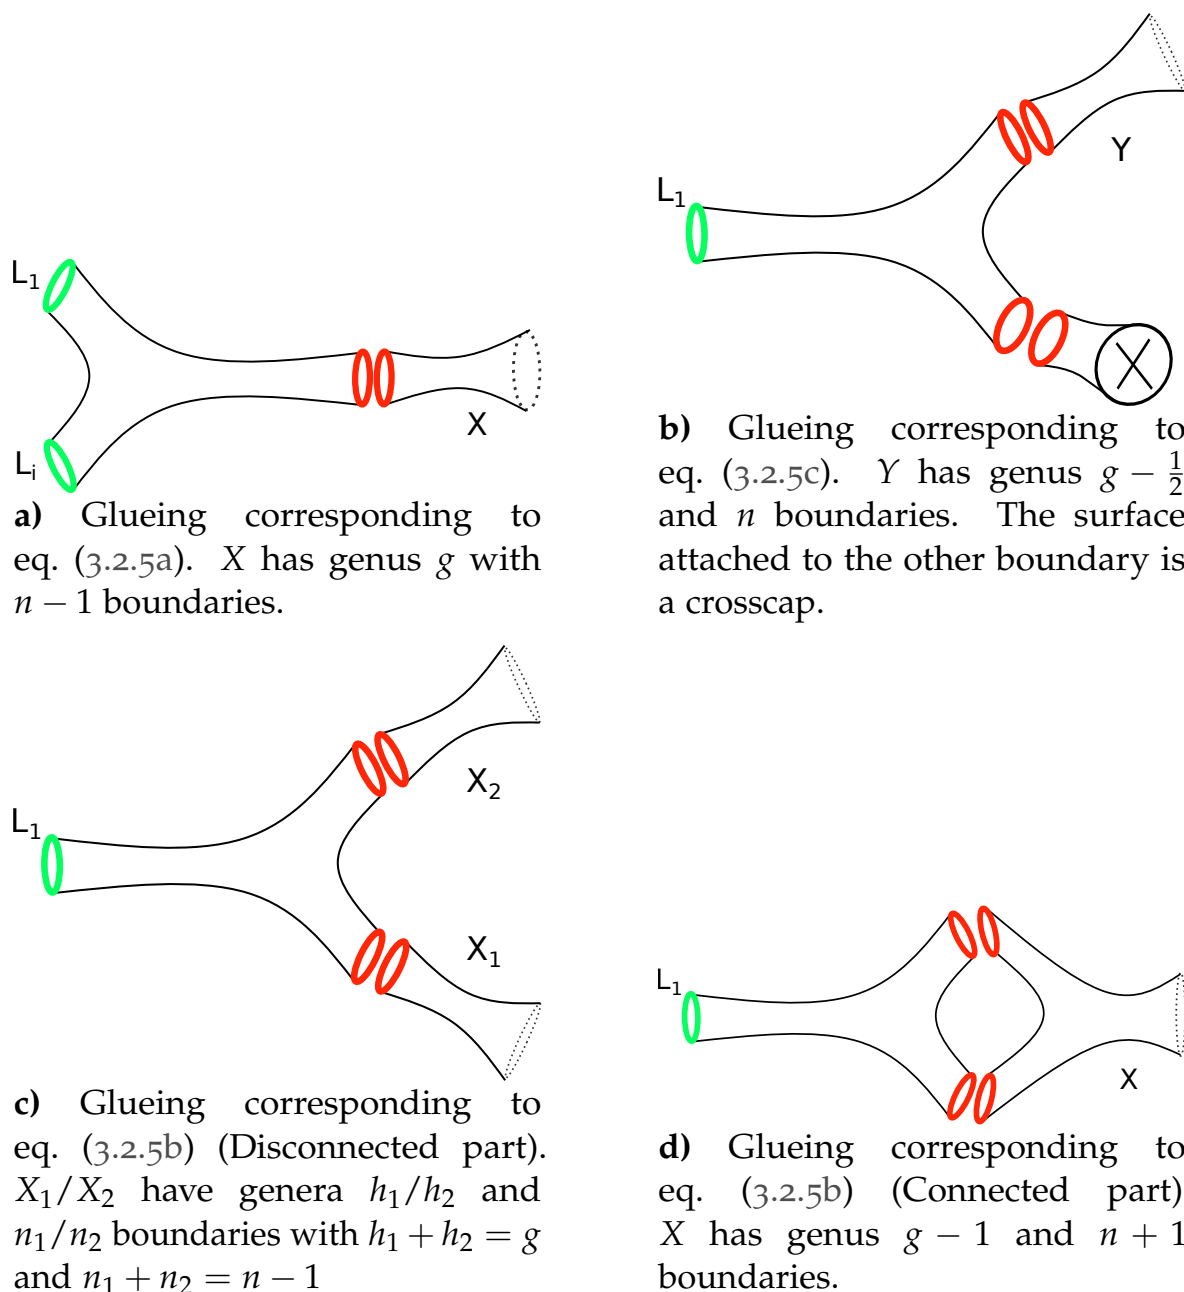 L₁
Lᵢ
X
a) Glueing corresponding to
eq. (3.2.5a). X has genus g with
n − 1 boundaries.
L₁
Y
b) Glueing corresponding to
eq. (3.2.5c). Y has genus g − 1/2
and n boundaries. The surface
attached to the other boundary is
a crosscap.
L₁
X₂
X₁
c) Glueing corresponding to
eq. (3.2.5b) (Disconnected part).
X₁/X₂ have genera h₁/h₂ and
n₁/n₂ boundaries with h₁ + h₂ = g
and n₁ + n₂ = n − 1
L₁
X
d) Glueing corresponding to
eq. (3.2.5b) (Connected part)
X has genus g − 1 and n + 1
boundaries.